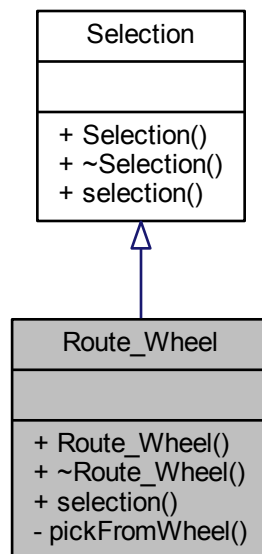 Selection
+ Selection()
+ ~Selection()
+ selection()
Route_Wheel
+ Route_Wheel()
+ ~Route_Wheel()
+ selection()
- pickFromWheel()